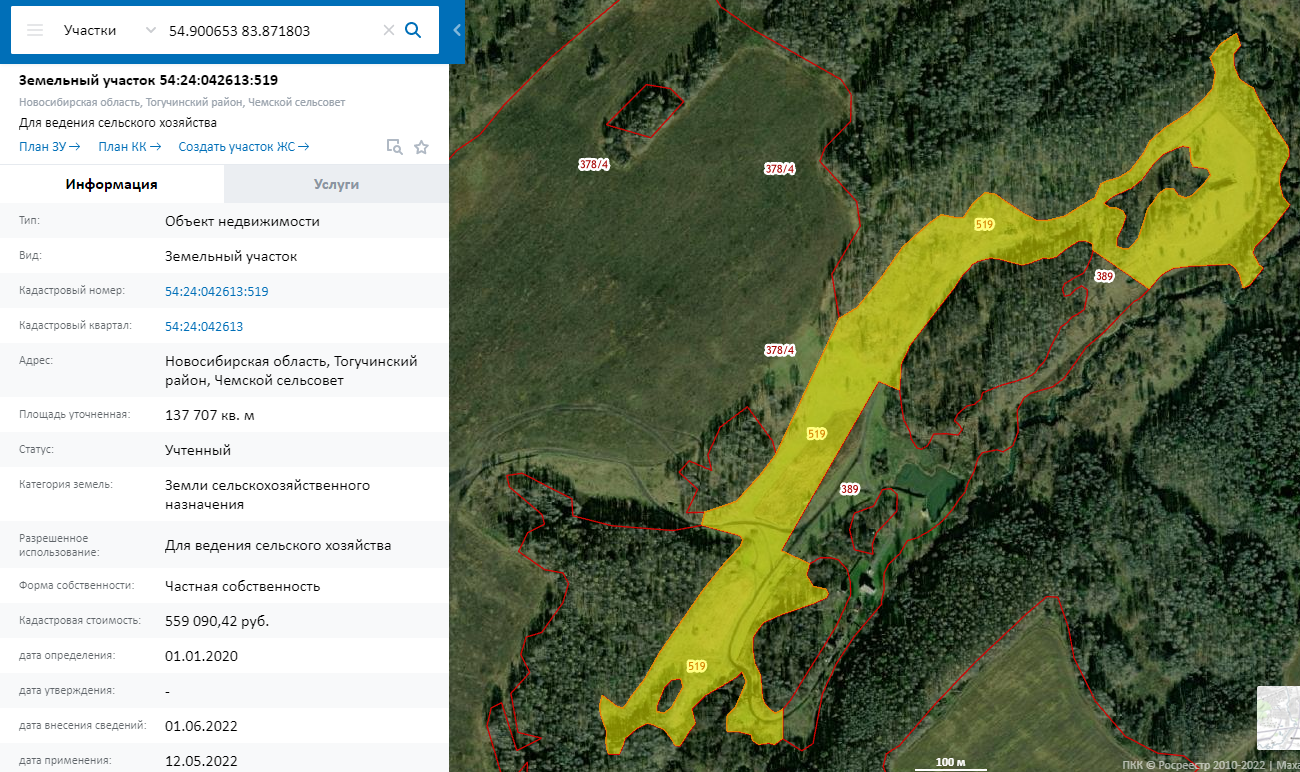 Участки 54.900653 83.871803
Земельный участок 54:24:042613:519
Новосибирская область, Тогучинский район, Чемской сельсовет
Для ведения сельского хозяйства
План ЗУ → План КК → Создать участок ЖС →
Информация Услуги
Тип: Объект недвижимости
Вид: Земельный участок
Кадастровый номер: 54:24:042613:519
Кадастровый квартал: 54:24:042613
Адрес: Новосибирская область, Тогучинский
район, Чемской сельсовет
Площадь уточненная: 137 707 кв. м
Статус: Учтенный
Категория земель: Земли сельскохозяйственного
назначения
Разрешенное
использование: Для ведения сельского хозяйства
Форма собственности: Частная собственность
Кадастровая стоимость: 559 090,42 руб.
дата определения: 01.01.2020
дата утверждения: -
дата внесения сведений: 01.06.2022
дата применения: 12.05.2022
378/4
378/4
519
389
378/4
519
389
519
100 м
ПКК © Росреестр 2010-2022 | Маха